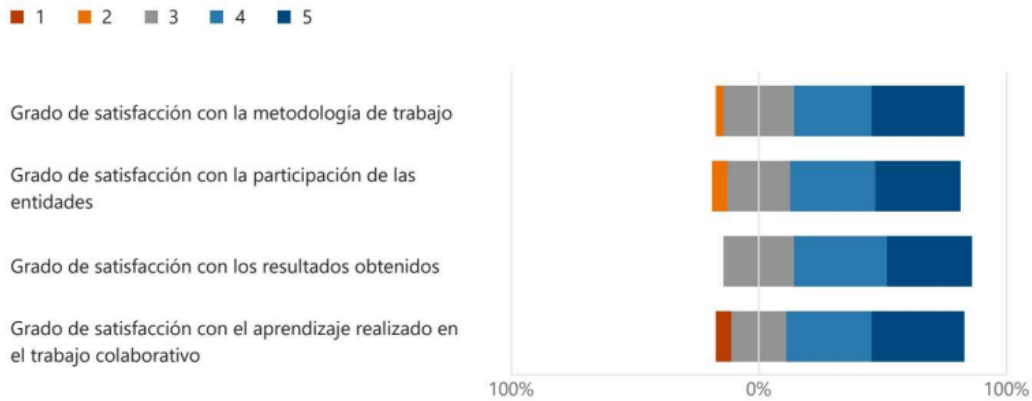 1 2 3 4 5
Grado de satisfacción con la metodología de trabajo
Grado de satisfacción con la participación de las
entidades
Grado de satisfacción con los resultados obtenidos
Grado de satisfacción con el aprendizaje realizado en
el trabajo colaborativo
100% 0% 100%